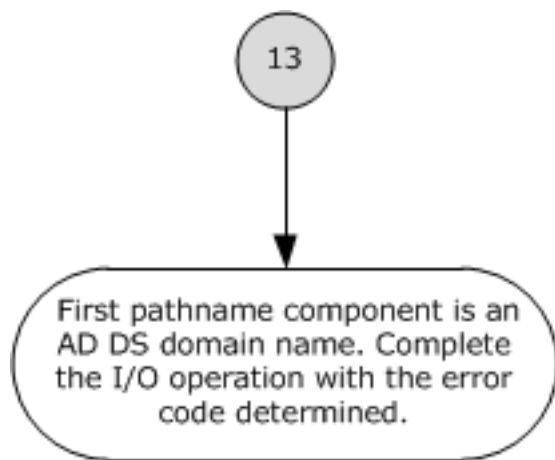 13
First pathname component is an
AD DS domain name. Complete
the I/O operation with the error
code determined.